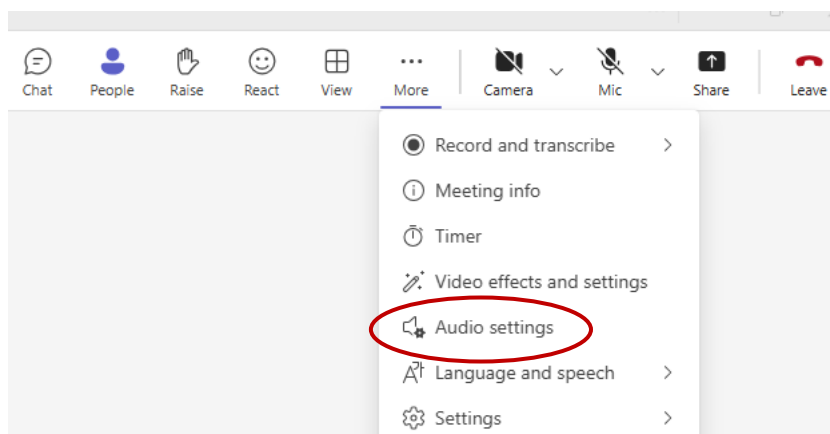 Chat People Raise React View More Camera Mic Share Leave
Record and transcribe
Meeting info
Timer
Video effects and settings
Audio settings
Language and speech
Settings